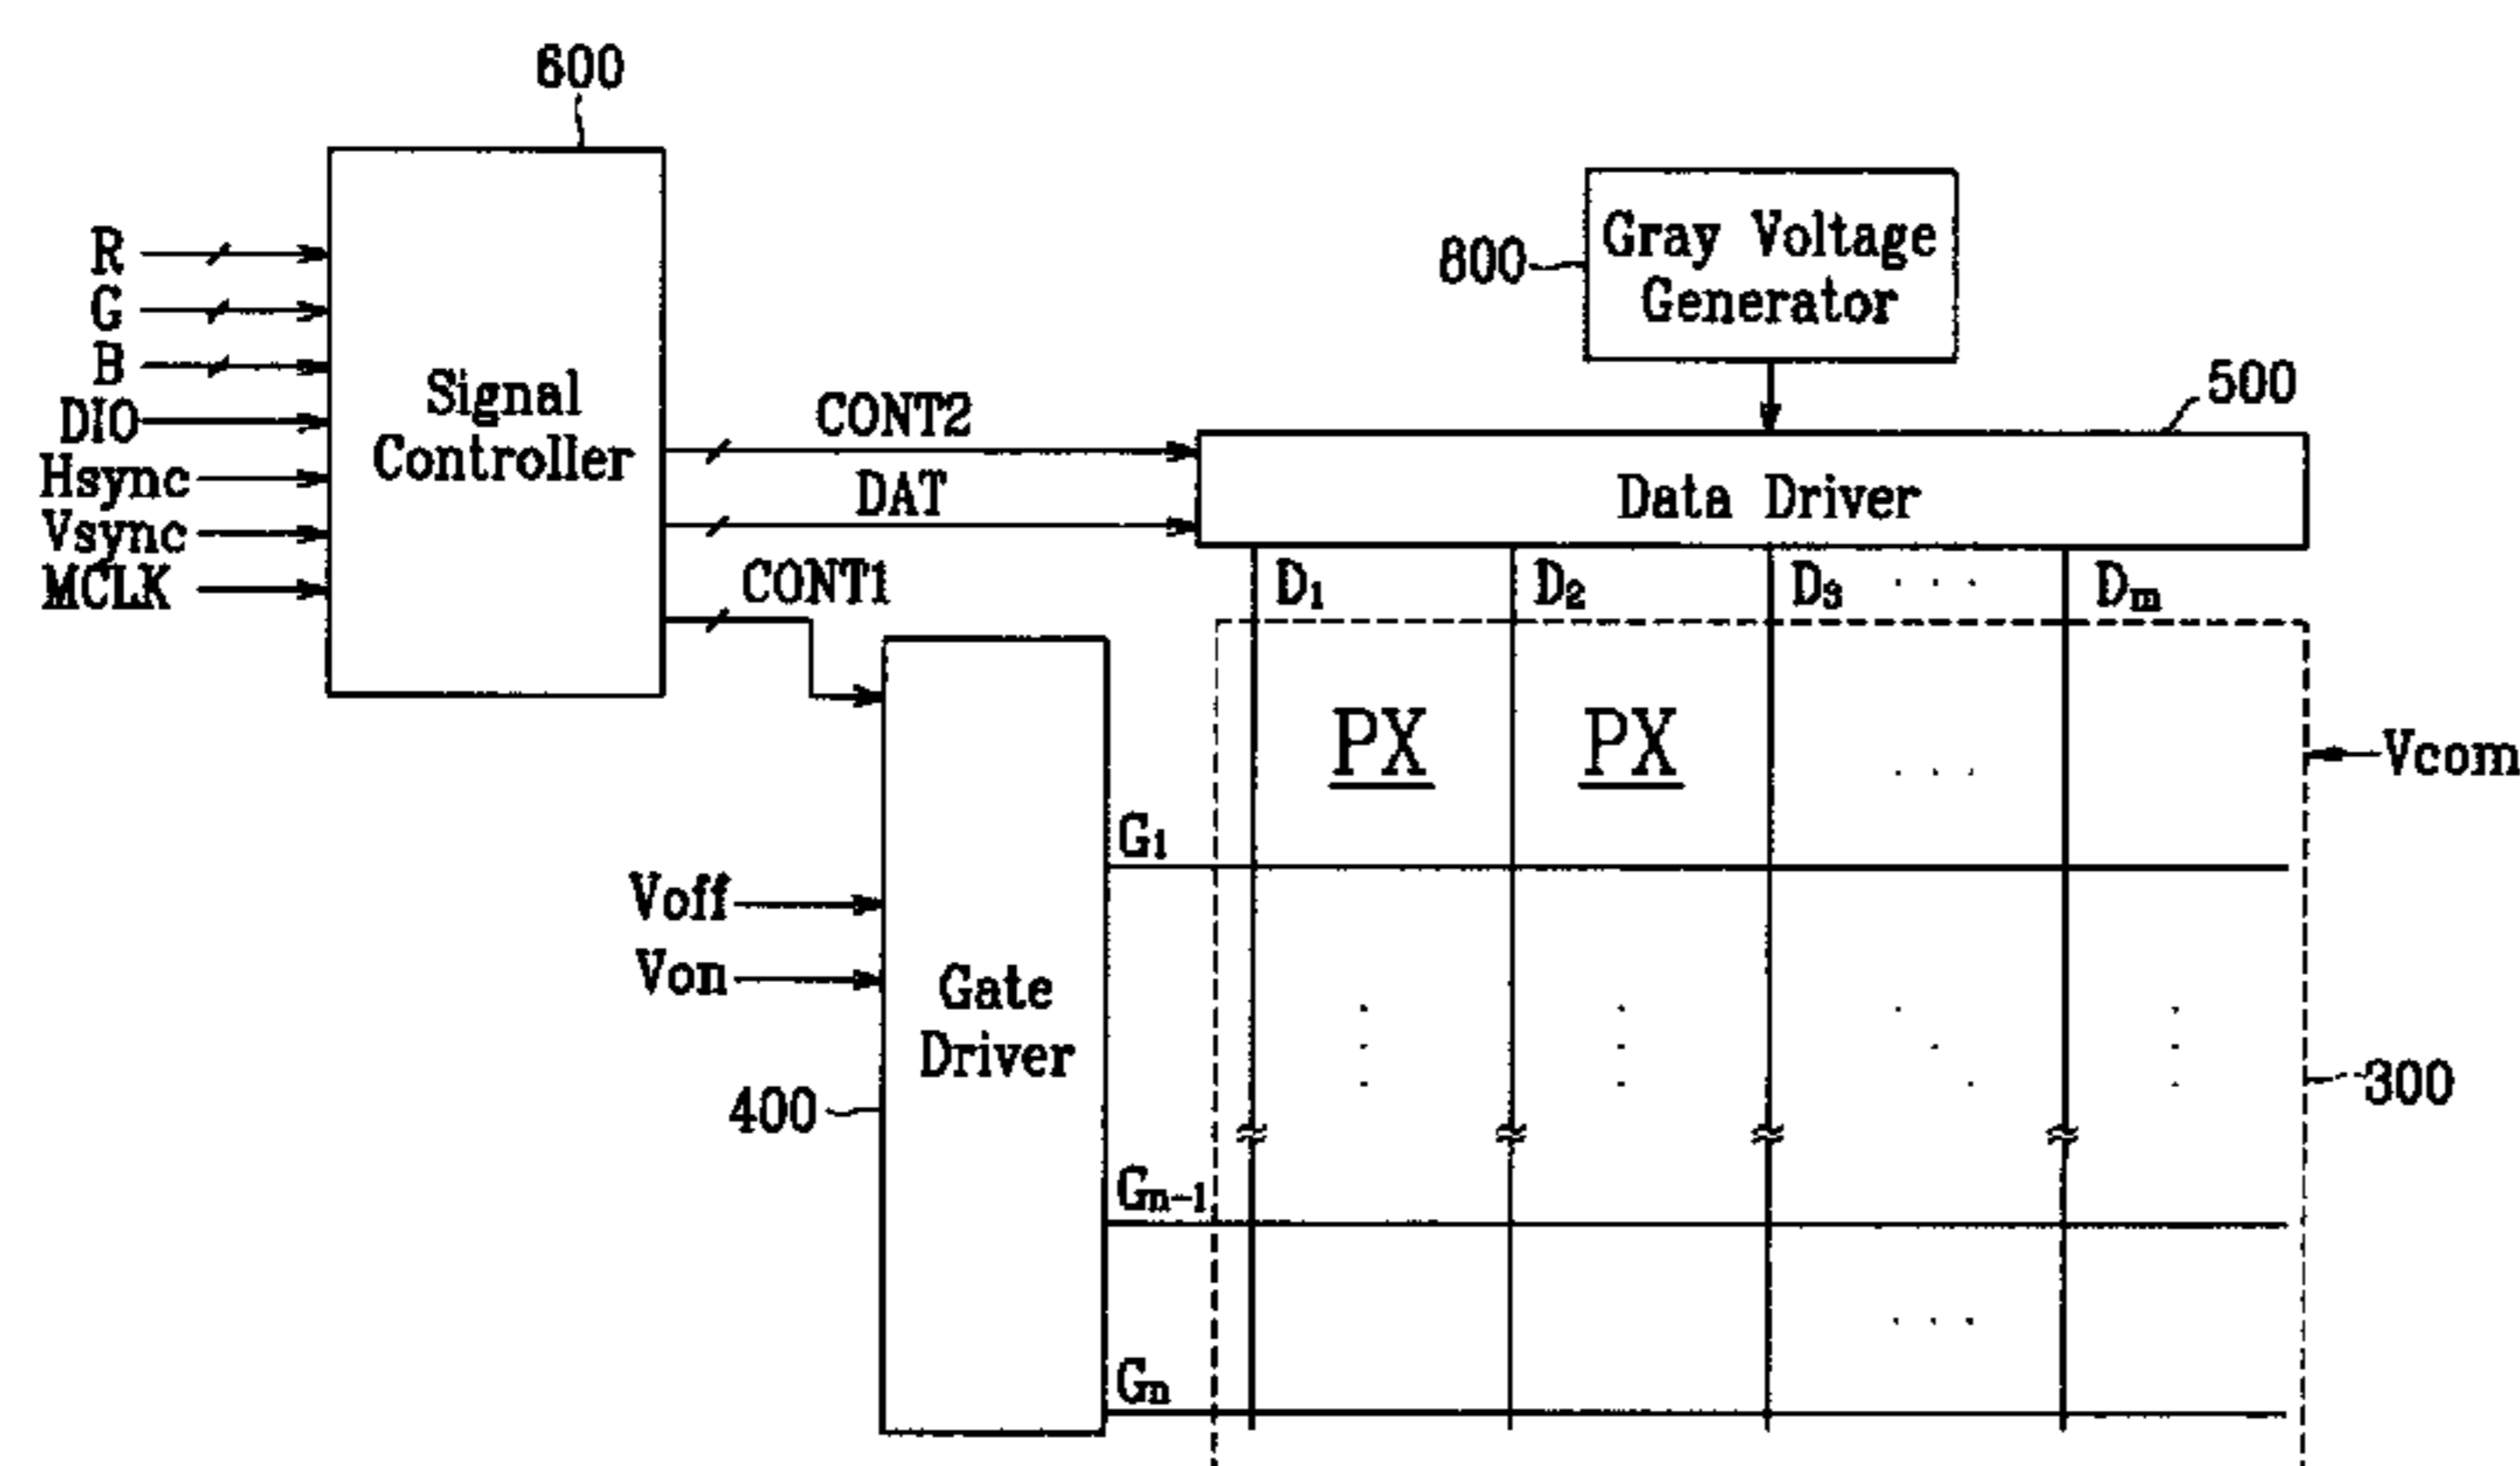 600
R
G
B
DIO
Hsync
Vsync
MCLK
Signal
Controller
CONT2
DAT
CONT1
800
Gray Voltage
Generator
500
Data Driver
D1 D2 D3 ... Dm
PX PX ...
Vcom
G1
Voff
Von
Gate
Driver
400
300
Gn-1
...
Gn